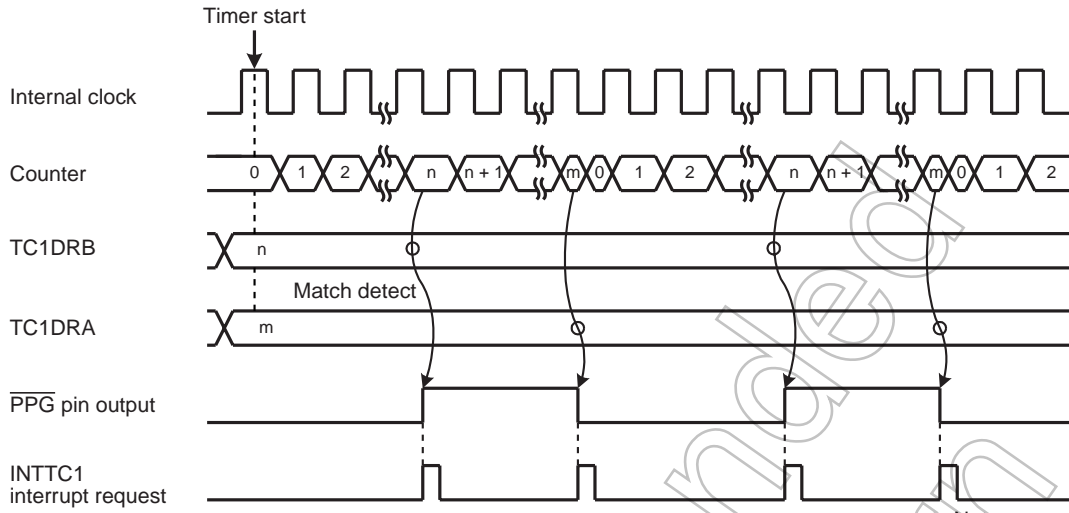 Timer start
Internal clock
Counter
0 1 2 n n + 1 m 0 1 2 n n + 1 m 0 1 2
TC1DRB
n
Match detect
TC1DRA
m
PPG pin output
INTTC1
interrupt request